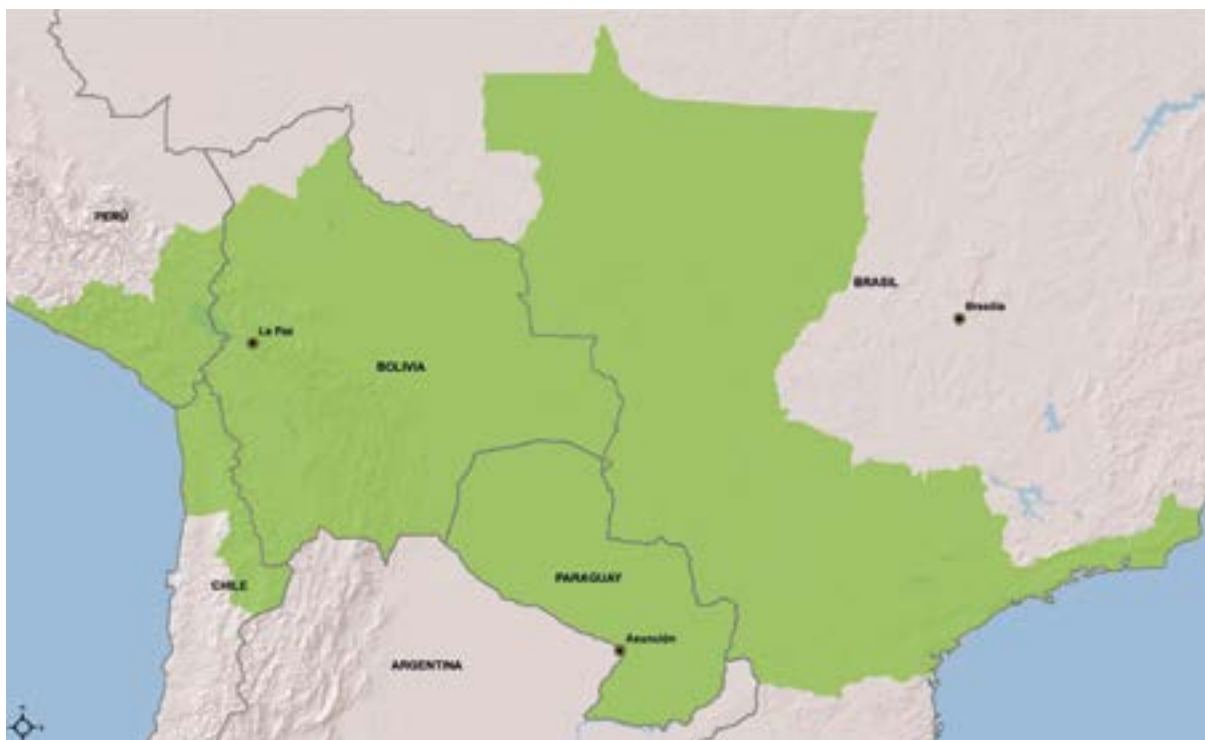 PERÚ
BRASIL
Brasilia
La Paz
BOLIVIA
CHILE
PARAGUAY
Asunción
ARGENTINA